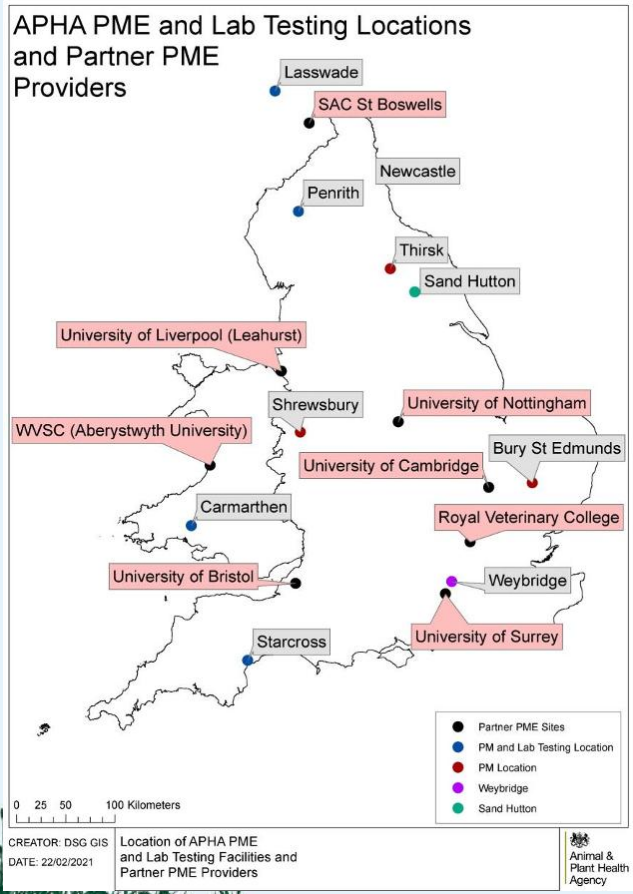 APHA PME and Lab Testing Locations
and Partner PME
Providers
Lasswade
SAC St Boswells
Newcastle
Penrith
Thirsk
Sand Hutton
University of Liverpool (Leahurst)
Shrewsbury
University of Nottingham
WVSC (Aberystwyth University)
Bury St Edmunds
University of Cambridge
Carmarthen
Royal Veterinary College
University of Bristol
Weybridge
University of Surrey
Starcross
Partner PME Sites
PM and Lab Testing Location
PM Location
Weybridge
Sand Hutton
0 25 50 100 Kilometers
CREATOR: DSG GIS
DATE: 22/02/2021
Location of APHA PME
and Lab Testing Facilities and
Partner PME Providers
Animal &
Plant Health
Agency